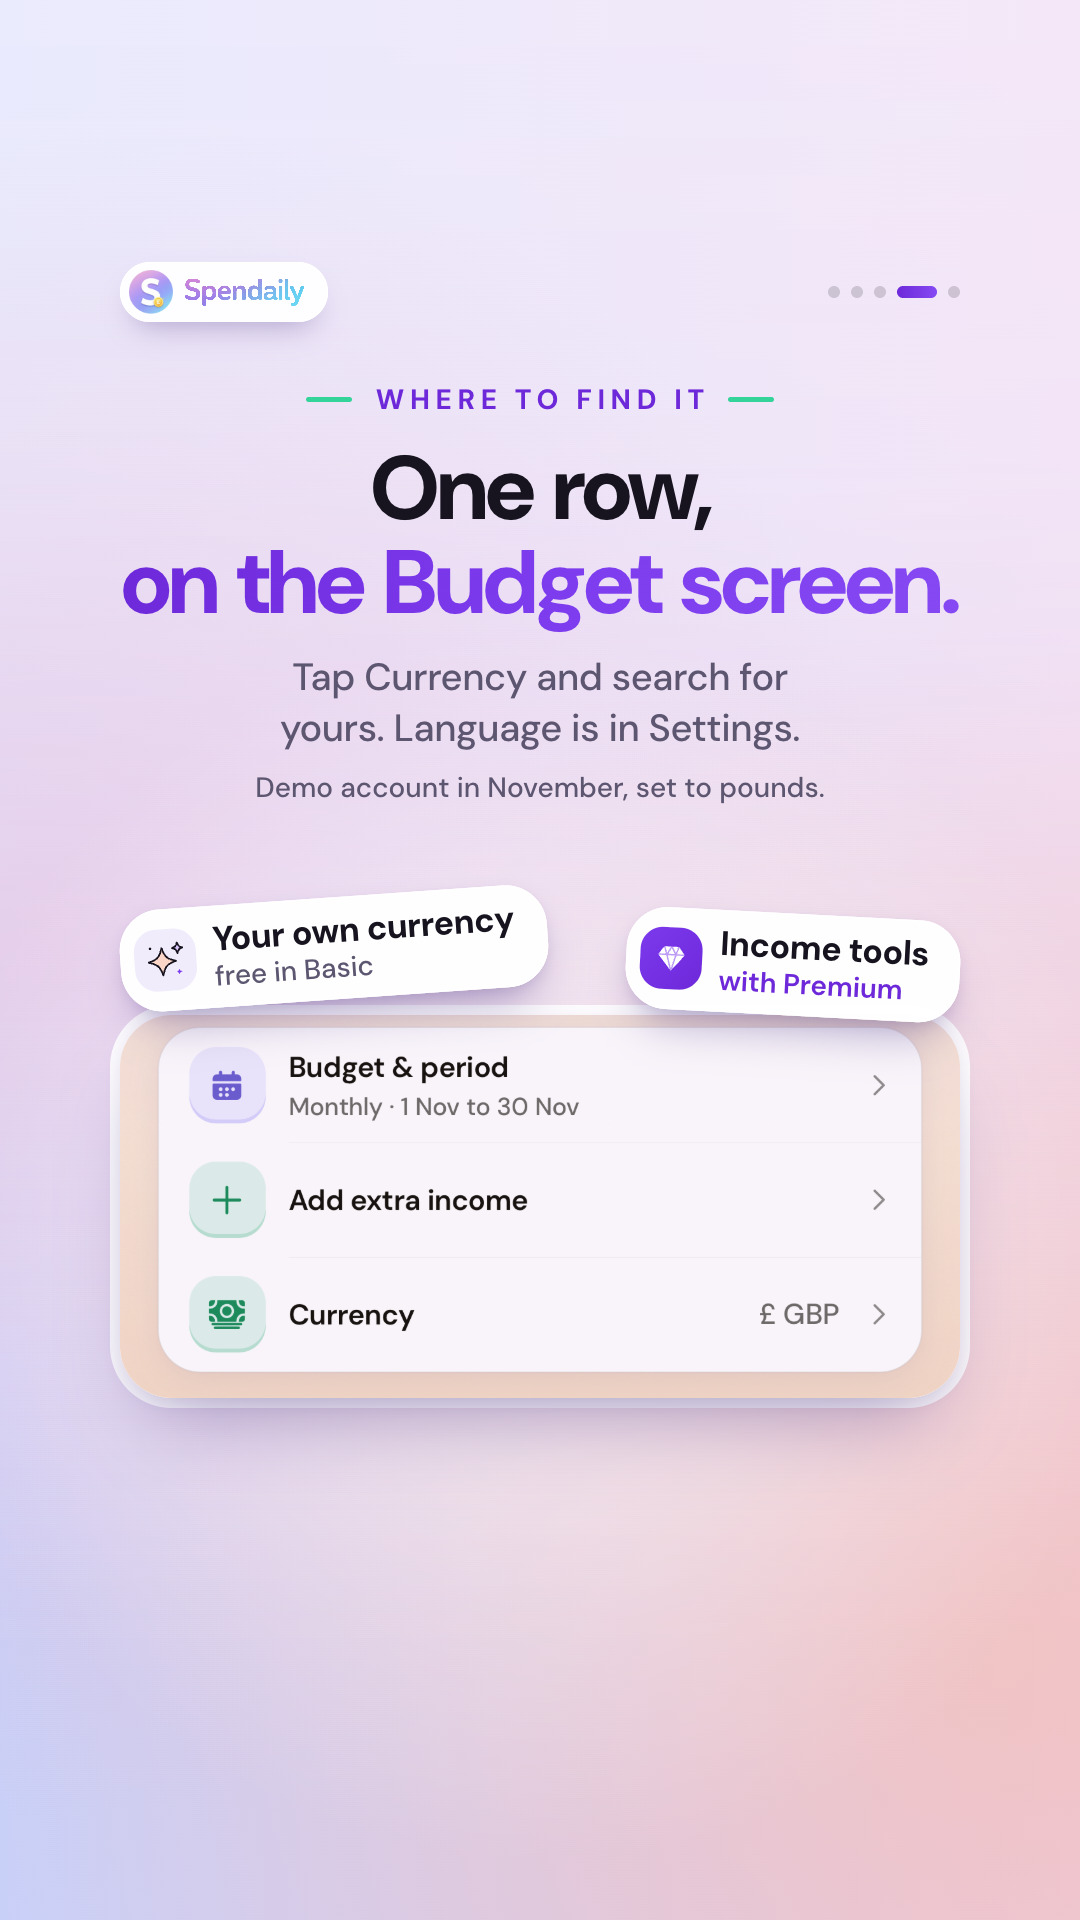 Spendaily
WHERE TO FIND IT
One row,
on the Budget screen.
Tap Currency and search for
yours. Language is in Settings.
Demo account in November, set to pounds.
Your own currency
free in Basic
Income tools
with Premium
Budget & period
Monthly · 1 Nov to 30 Nov
Add extra income
Currency £ GBP